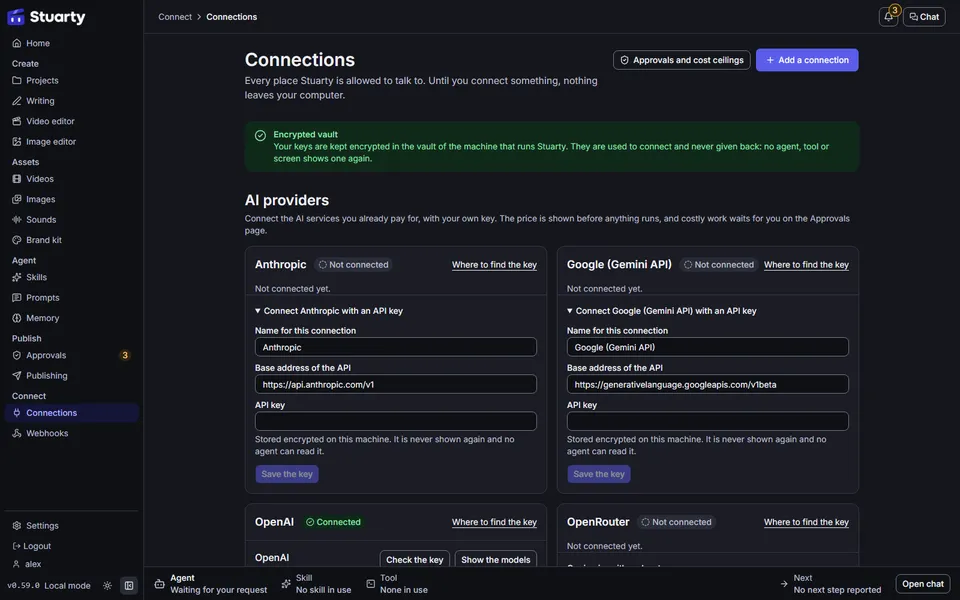 Stuarty
Home
Create
Projects
Writing
Video editor
Image editor
Assets
Videos
Images
Sounds
Brand kit
Agent
Skills
Prompts
Memory
Publish
Approvals 3
Publishing
Connect
Connections
Webhooks
Settings
Logout
alex
v0.59.0 Local mode
Connect > Connections
3
Chat
Connections
Every place Stuarty is allowed to talk to. Until you connect something, nothing
leaves your computer.
Approvals and cost ceilings
+ Add a connection
Encrypted vault
Your keys are kept encrypted in the vault of the machine that runs Stuarty. They are used to connect and never given back: no agent, tool or
screen shows one again.
AI providers
Connect the AI services you already pay for, with your own key. The price is shown before anything runs, and costly work waits for you on the Approvals
page.
Anthropic Not connected Where to find the key
Not connected yet.
Connect Anthropic with an API key
Name for this connection
Anthropic
Base address of the API
https://api.anthropic.com/v1
API key
Stored encrypted on this machine. It is never shown again and no
agent can read it.
Save the key
Google (Gemini API) Not connected Where to find the key
Not connected yet.
Connect Google (Gemini API) with an API key
Name for this connection
Google (Gemini API)
Base address of the API
https://generativelanguage.googleapis.com/v1beta
API key
Stored encrypted on this machine. It is never shown again and no
agent can read it.
Save the key
OpenAI Connected Where to find the key
OpenAI Check the key Show the models
OpenRouter Not connected Where to find the key
Not connected yet.
Agent
Waiting for your request
Skill
No skill in use
Tool
None in use
Next
No next step reported
Open chat